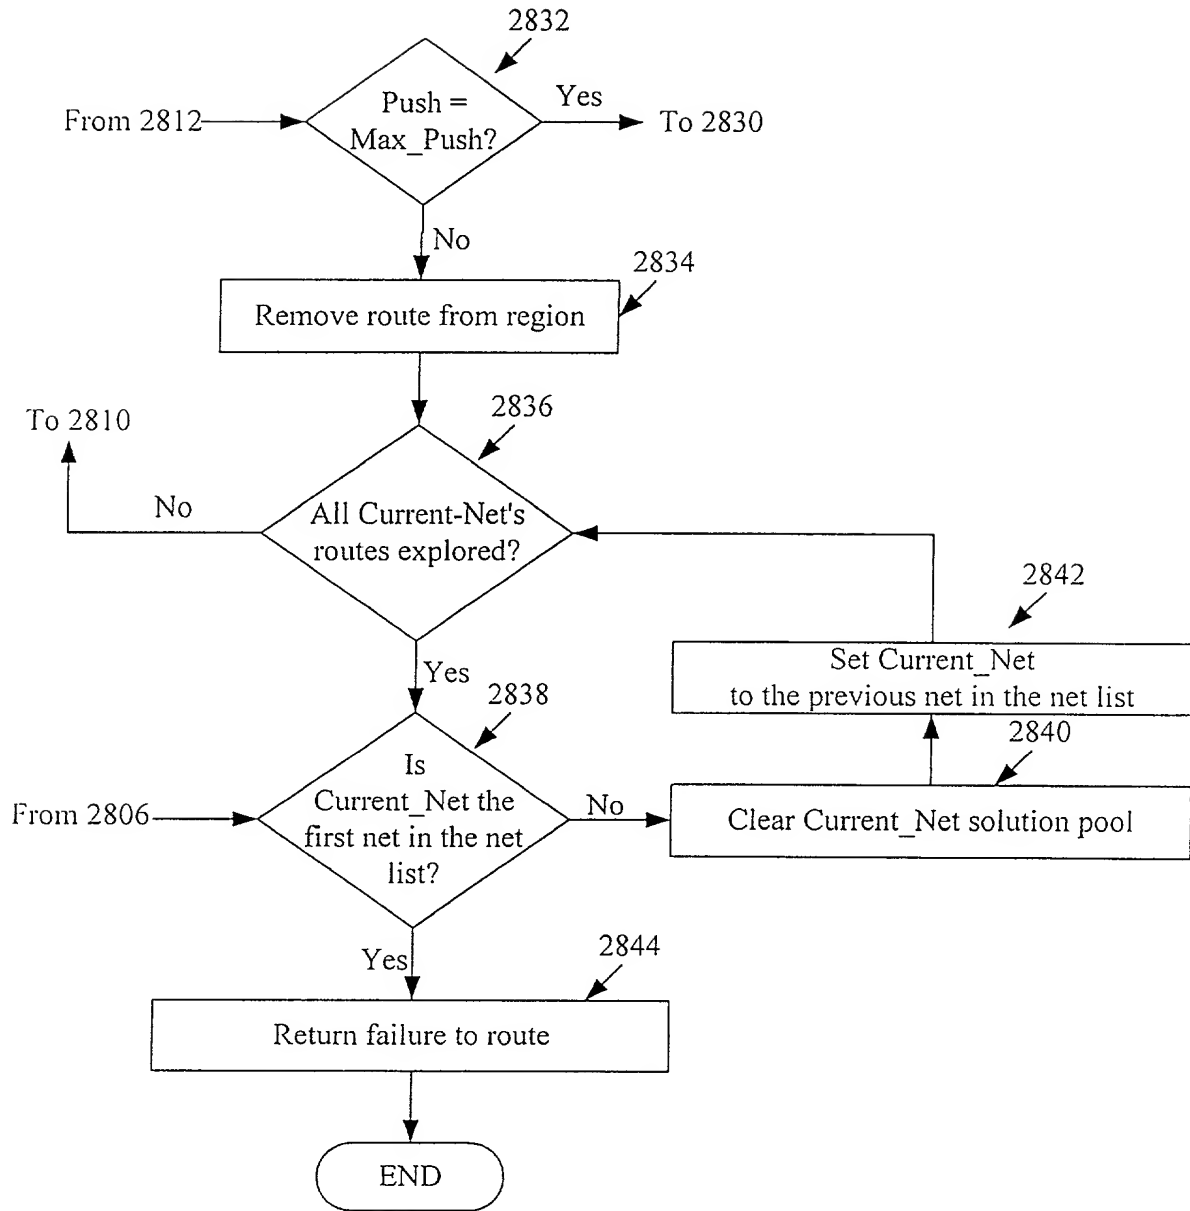 2832
Push =
Max_Push?
Yes
From 2812
To 2830
No
2834
Remove route from region
2836
To 2810
No
All Current-Net's
routes explored?
2842
Set Current_Net
to the previous net in the net list
Yes
2838
2840
Is
Current_Net the
first net in the net
list?
From 2806
No
Clear Current_Net solution pool
Yes
2844
Return failure to route
END